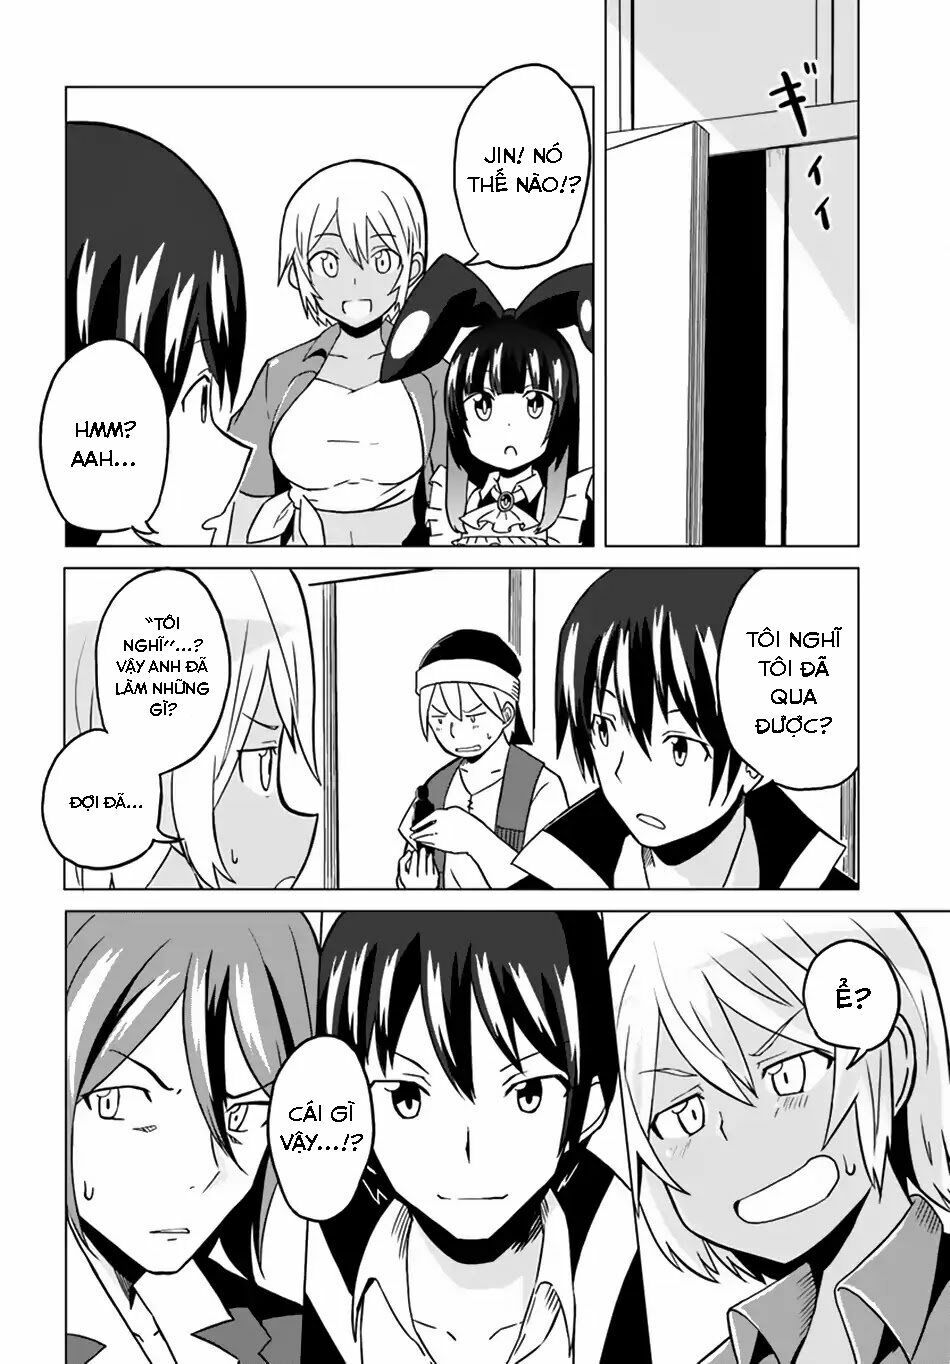 ギ
ィ
ィ
JIN! NÓ
THẾ NÀO!?
HMM?
AAH...
TÔI NGHĨ
TÔI ĐÃ
QUA
ĐƯỢC?
"TÔI
NGHĨ"...?
VẬY ANH ĐÃ
LÀM NHỮNG
GÌ?
ĐỢI ĐÃ...
Ể?
CÁI GÌ
VẬY...!?